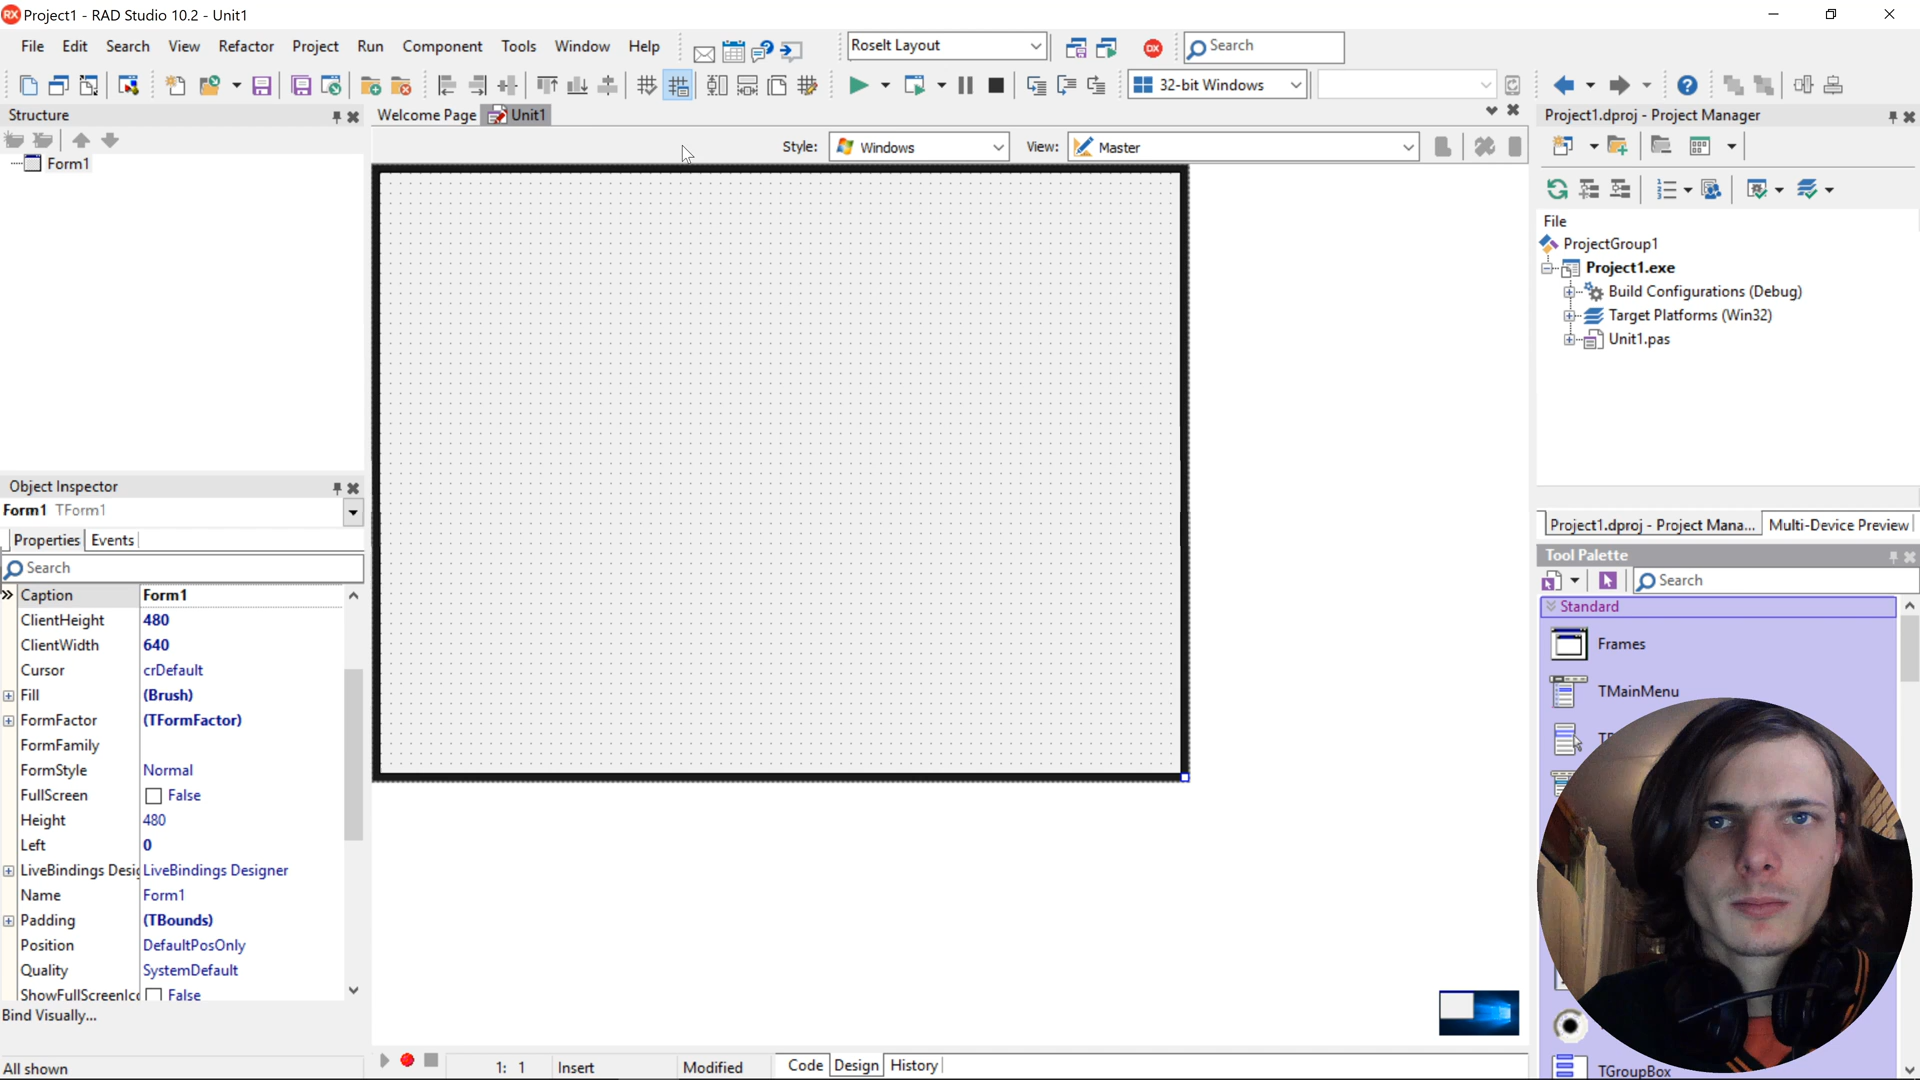 RX Project1 - RAD Studio 10.2 - Unit1
File Edit Search View Refactor Project Run Component Tools Window Help
Roselt Layout
DX
Search
32-bit Windows
Structure
Form1
Welcome Page Unit1
Style: Windows View: Master
Project1.dproj - Project Manager
File
ProjectGroup1
Project1.exe
Build Configurations (Debug)
Target Platforms (Win32)
Unit1.pas
Object Inspector
Form1 TForm1
Properties Events
Search
Caption Form1
ClientHeight 480
ClientWidth 640
Cursor crDefault
Fill (Brush)
FormFactor (TFormFactor)
FormFamily
FormStyle Normal
FullScreen False
Height 480
Left 0
LiveBindings Desig LiveBindings Designer
Name Form1
Padding (TBounds)
Position DefaultPosOnly
Quality SystemDefault
ShowFullScreenIco False
Bind Visually...
All shown
Project1.dproj - Project Mana... Multi-Device Preview
Tool Palette
Search
Standard
Frames
TMainMenu
TGroupBox
1: 1 Insert Modified Code Design History